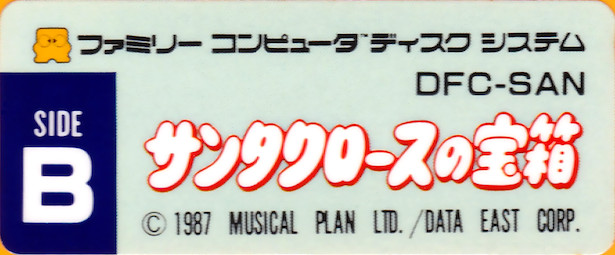 ファミリー コンピュータ™ディスク システム
DFC-SAN
SIDE
B
サンタクロースの宝箱
© 1987 MUSICAL PLAN LTD./DATA EAST CORP.